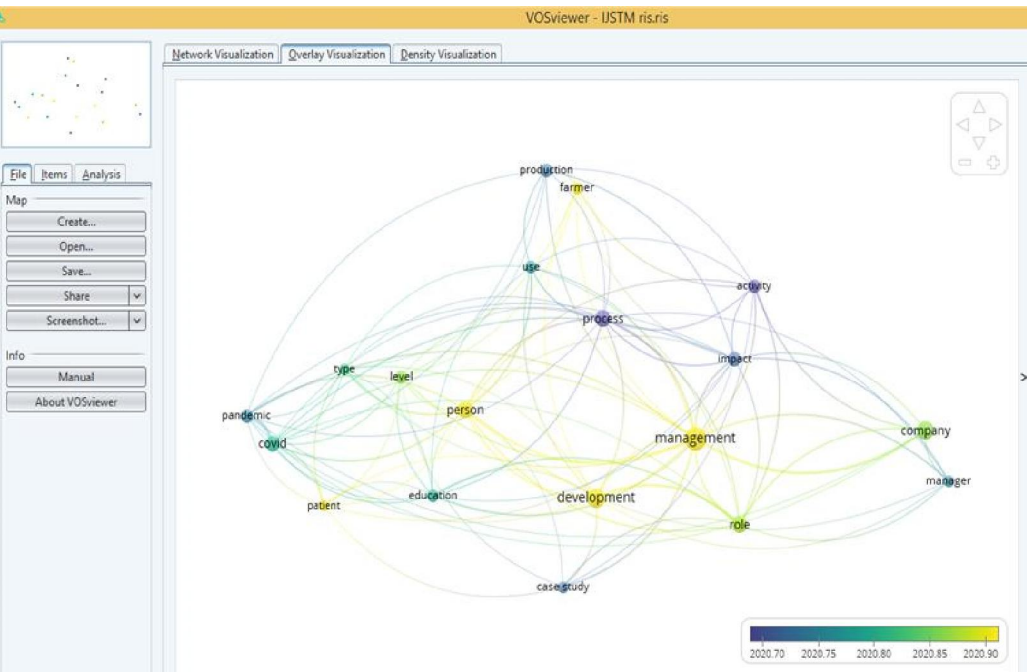 VOSviewer - IJSTM ris.ris
Network Visualization
Overlay Visualization
Density Visualization
File
Items
Analysis
Map
Create...
Open...
Save...
Share
Screenshot...
Info
Manual
About VOSviewer
production
farmer
use
activity
process
impact
type
level
person
pandemic
company
management
covid
manager
education
development
patient
role
case study
2020.70
2020.75
2020.80
2020.85
2020.90